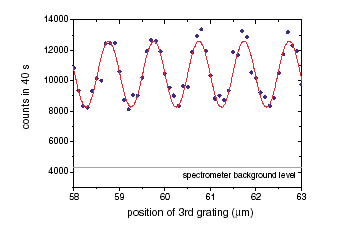 14000
12000
10000
8000
6000
4000
counts in 40 s
spectrometer background level
58 59 60 61 62 63
position of 3rd grating (μm)